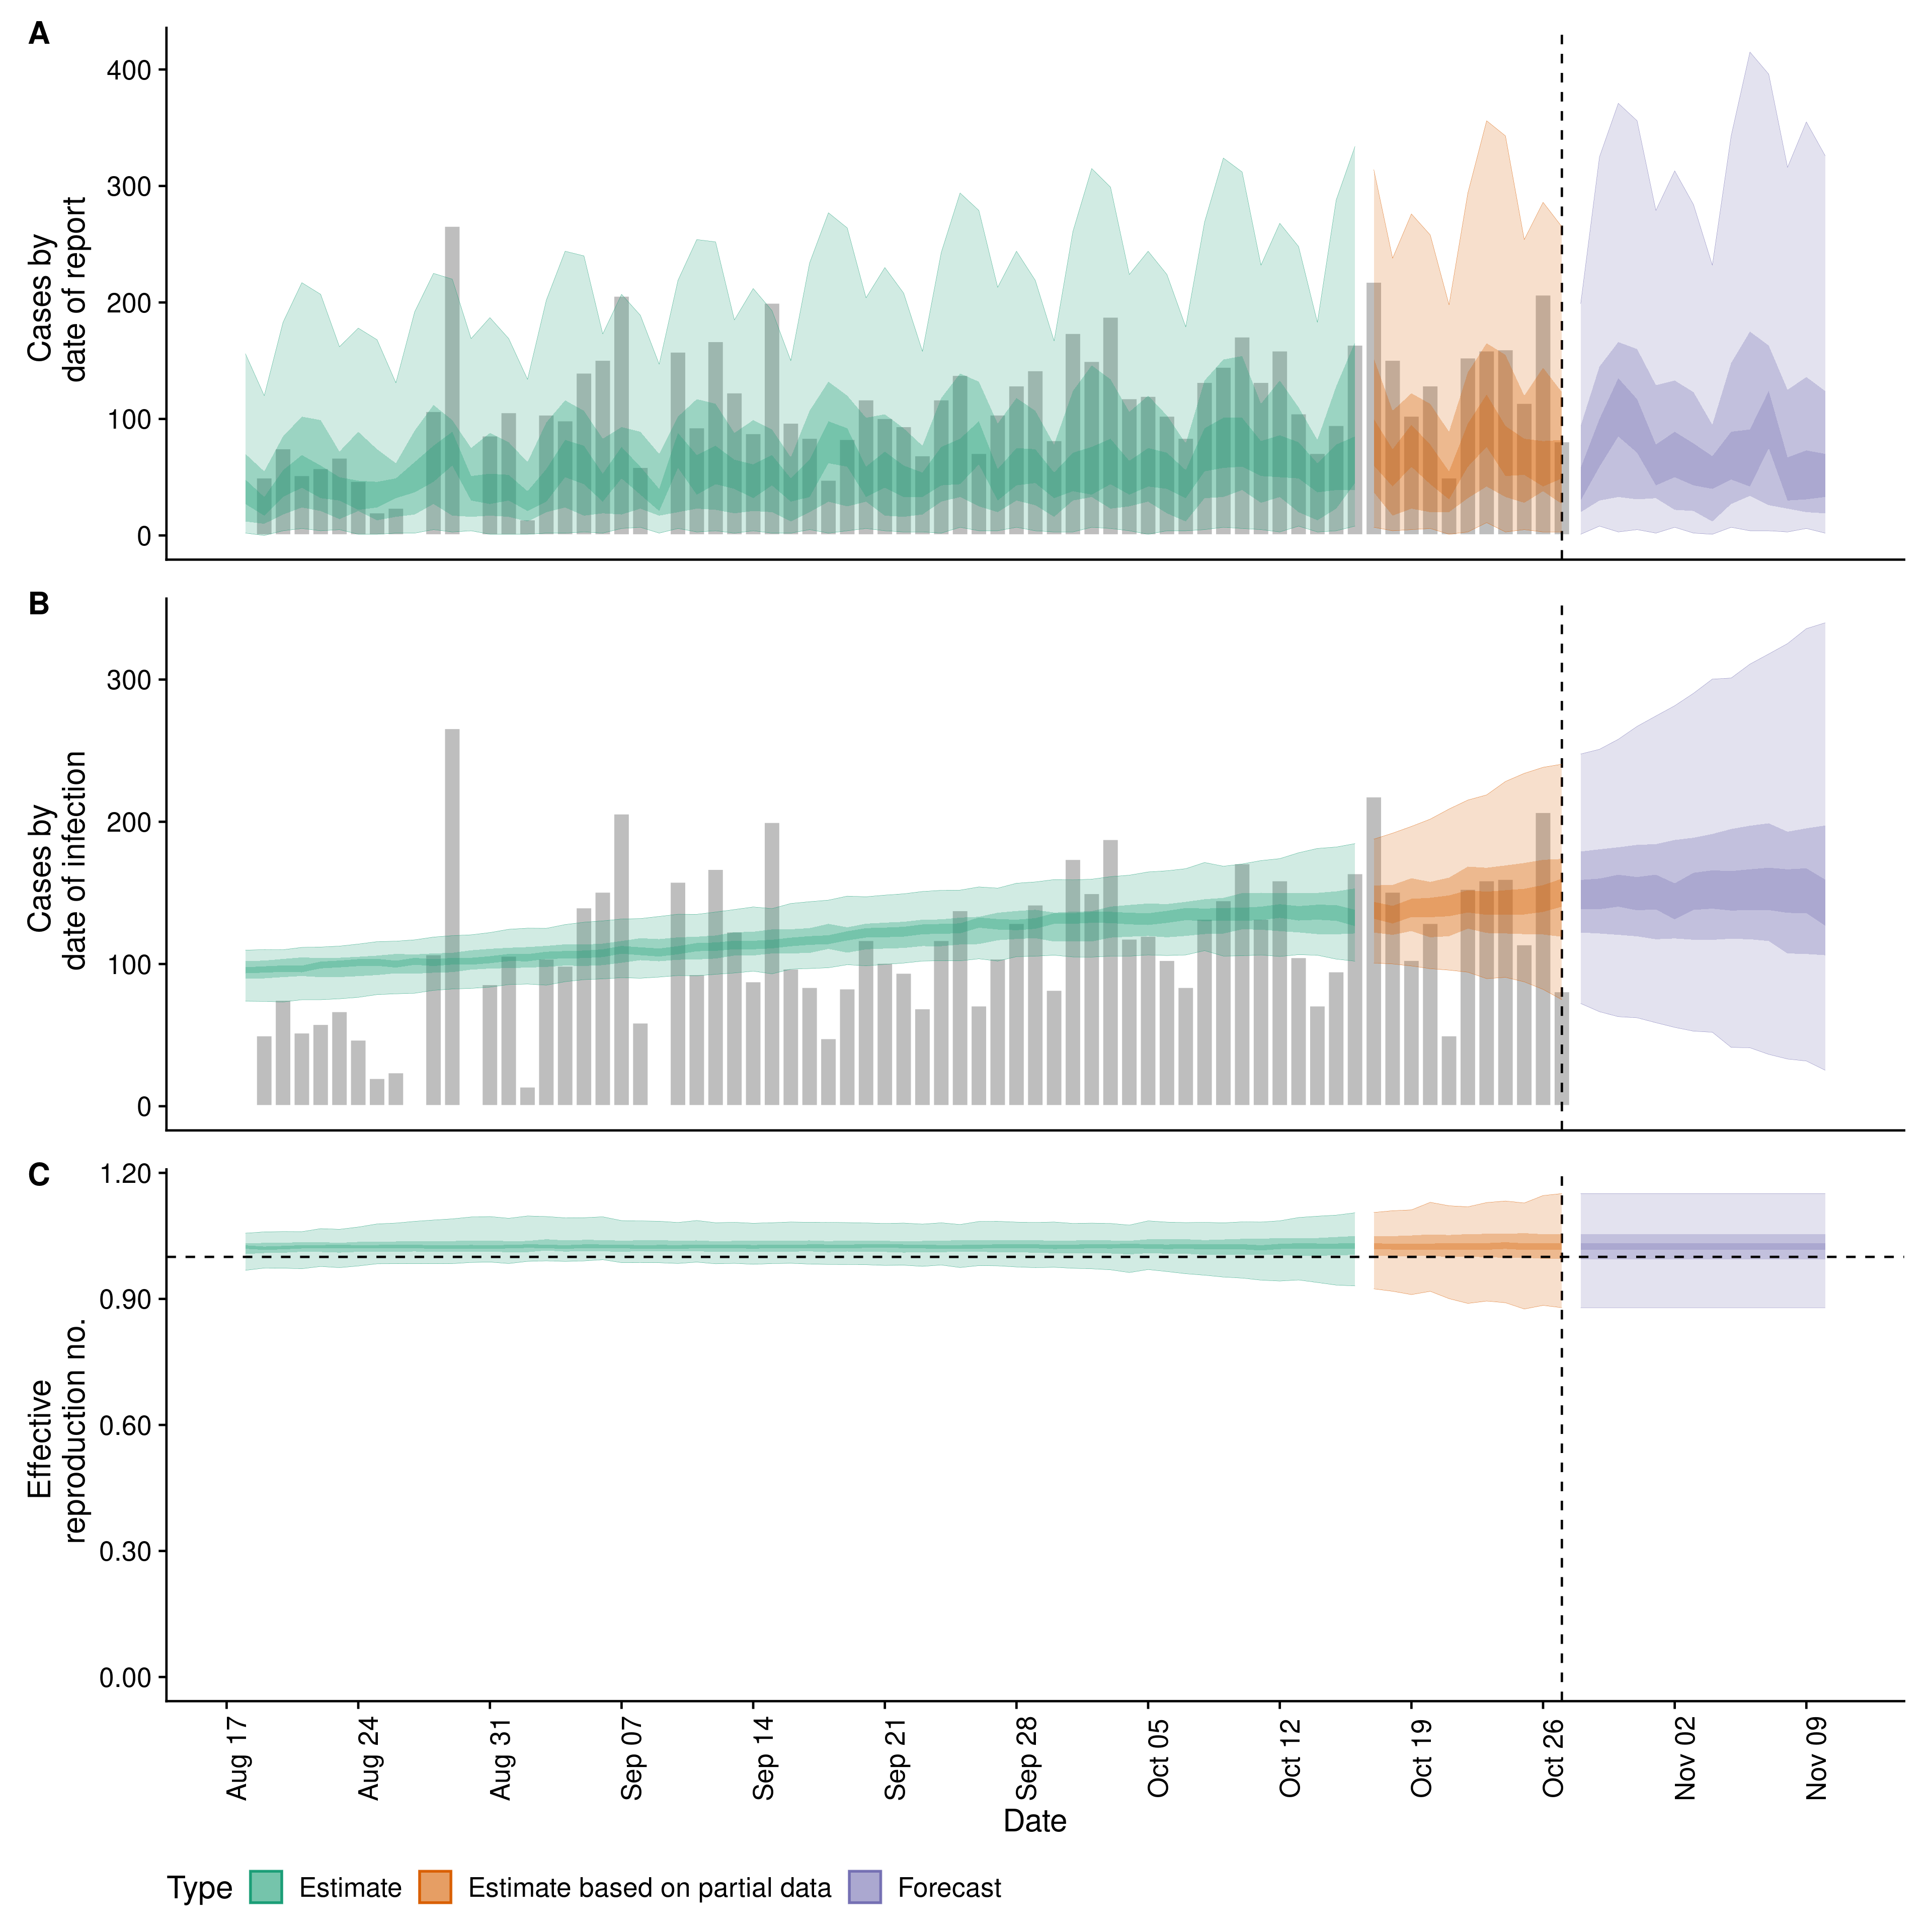 A
Cases by
date of report
400
300
200
100
0
B
Cases by
date of infection
300
200
100
0
C
Effective
reproduction no.
1.20
0.90
0.60
0.30
0.00
Aug 17
Aug 24
Aug 31
Sep 07
Sep 14
Sep 21
Sep 28
Oct 05
Oct 12
Oct 19
Oct 26
Nov 02
Nov 09
Date
Type Estimate Estimate based on partial data Forecast